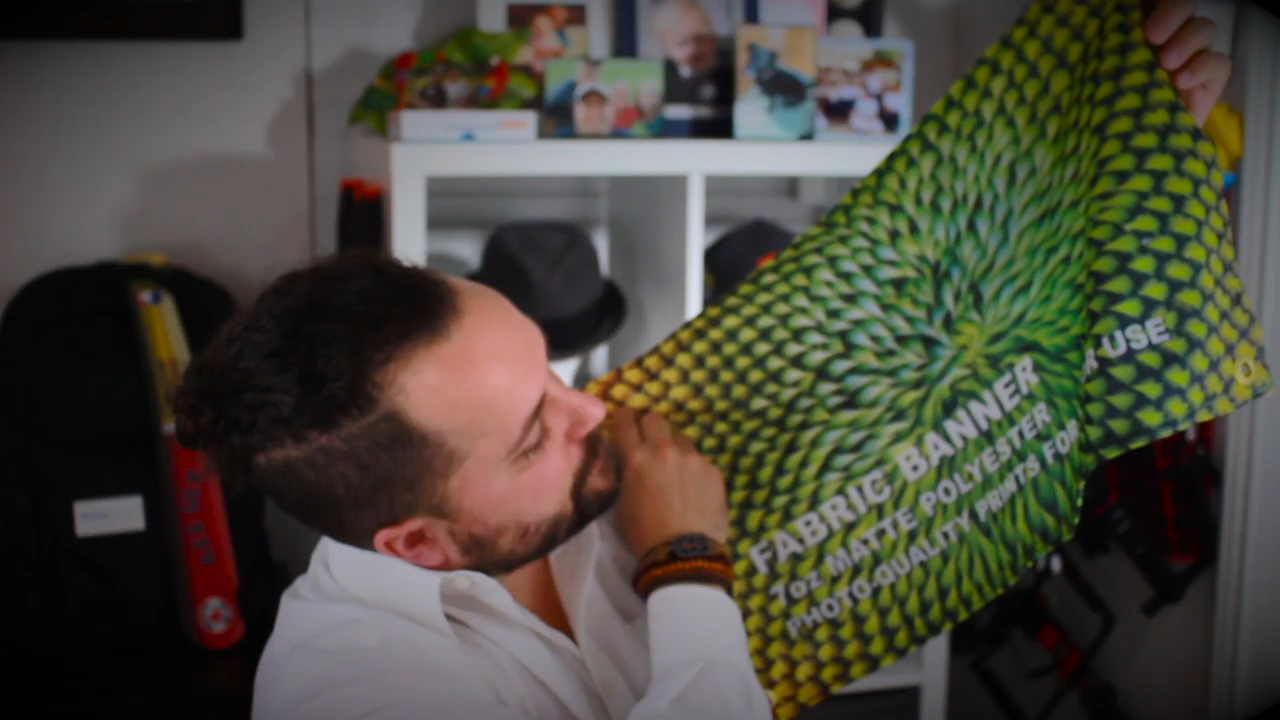 FABRIC BANNER
7oz MATTE POLYESTER
PHOTO-QUALITY PRINTS FOR
R USE